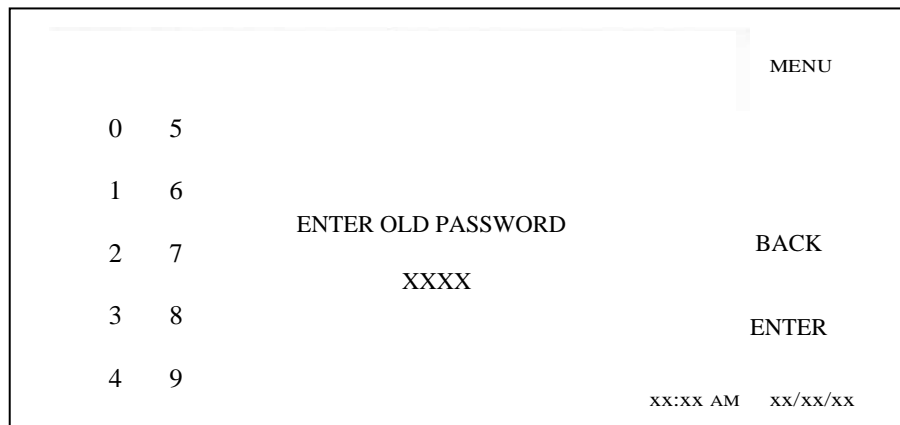 MENU
0 5
1 6
ENTER OLD PASSWORD
2 7
BACK
XXXX
3 8
ENTER
4 9
xx:xx AM xx/xx/xx